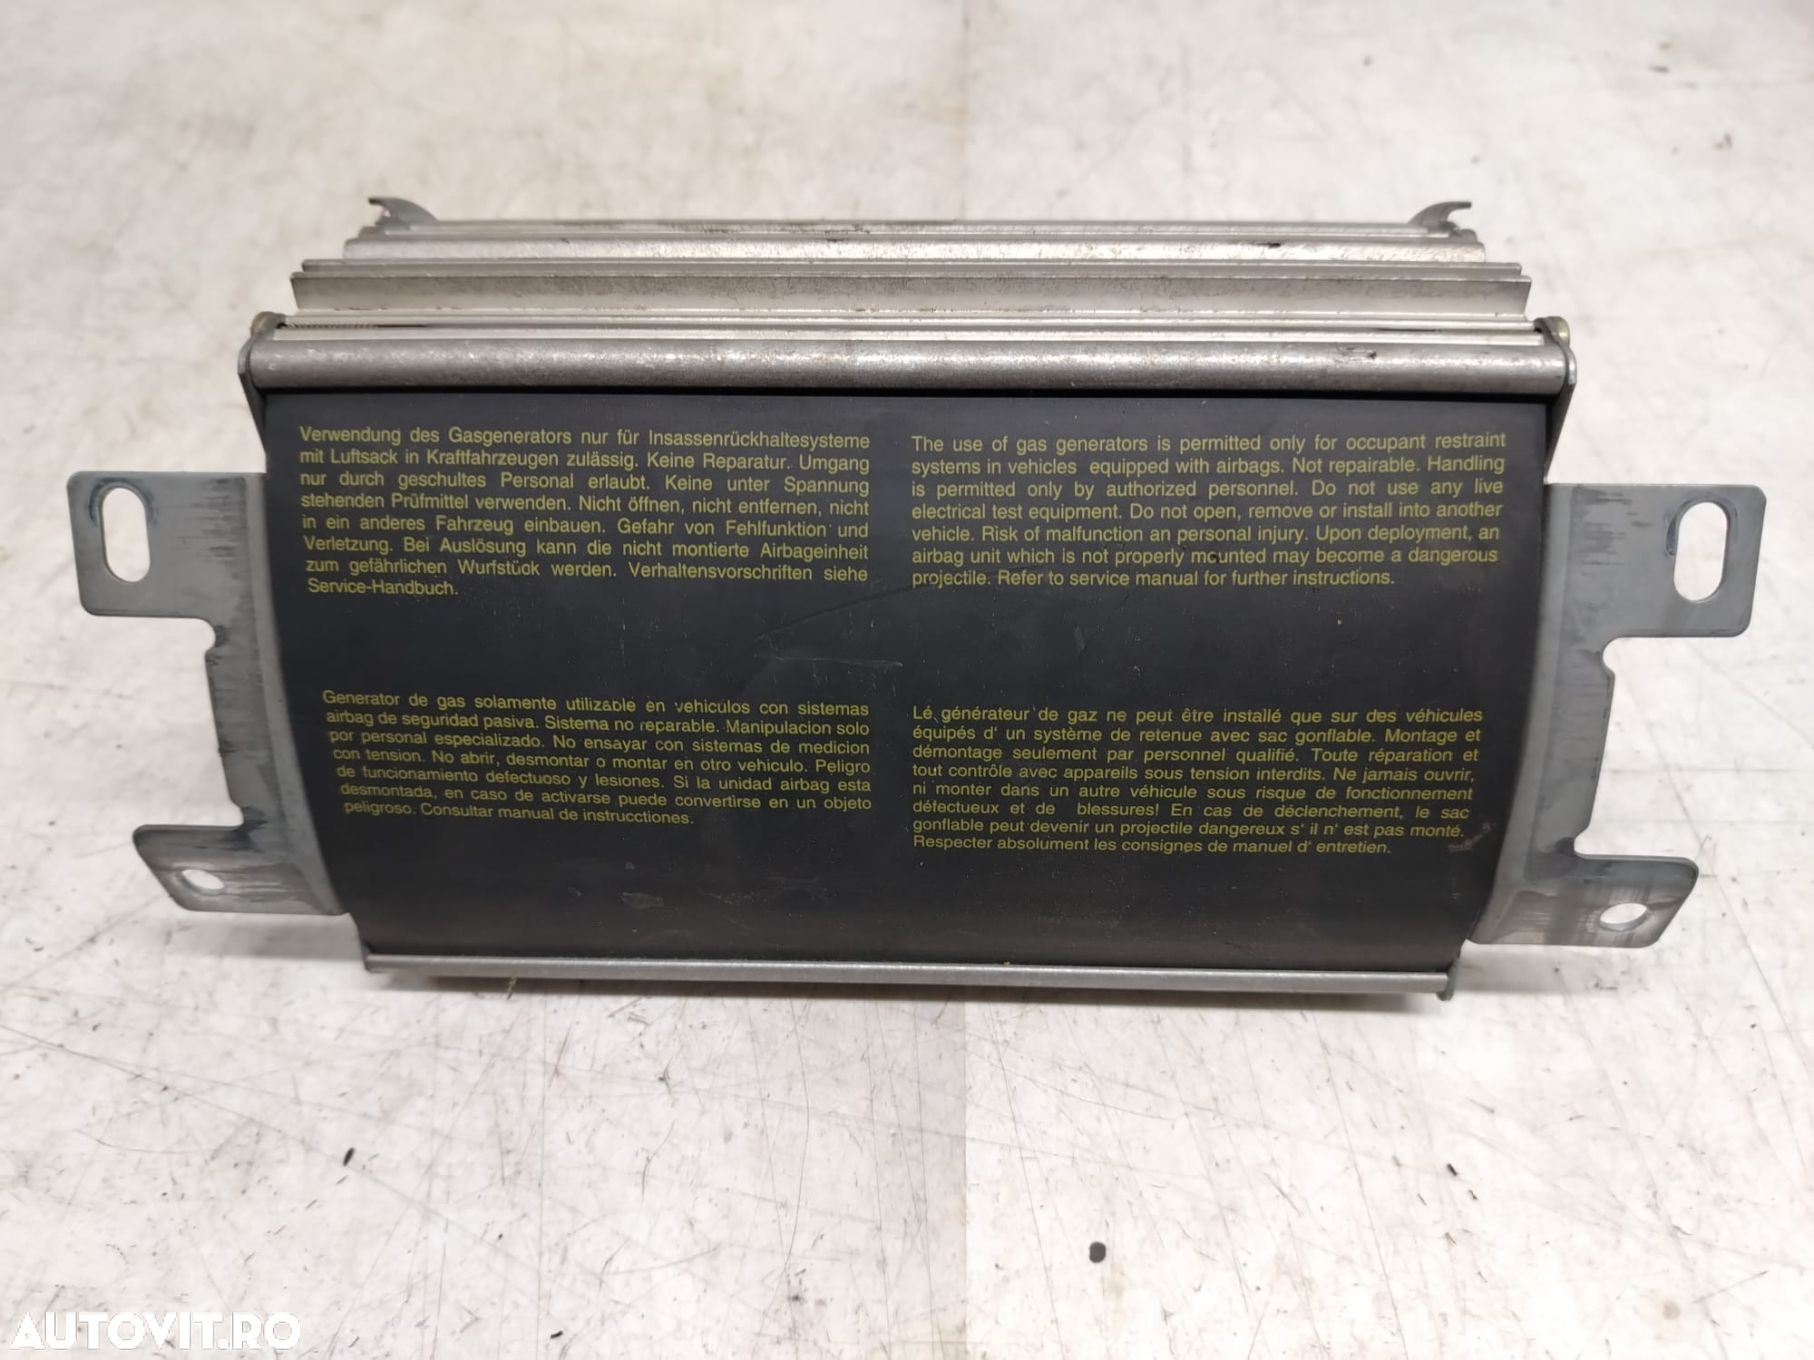 Verwendung des Gasgenerators nur für Insassenrückhaltesysteme
mit Luftsack in Kraftfahrzeugen zulässig. Keine Reparatur. Umgang
nur durch geschultes Personal erlaubt. Keine unter Spannung
stehenden Prüfmittel verwenden. Nicht öffnen, nicht entfernen, nicht
in ein anderes Fahrzeug einbauen. Gefahr von Fehlfunktion und
Verletzung. Bei Auslösung kann die nicht montierte Airbageinheit
zum gefährlichen Wurfstück werden. Verhaltensvorschriften siehe
Service-Handbuch.
The use of gas generators is permitted only for occupant restraint
systems in vehicles equipped with airbags. Not repairable. Handling
is permitted only by authorized personnel. Do not use any live
electrical test equipment. Do not open, remove or install into another
vehicle. Risk of malfunction an personal injury. Upon deployment, an
airbag unit which is not properly mounted may become a dangerous
projectile. Refer to service manual for further instructions.
Generator de gas solamente utilizable en vehiculos con sistemas
airbag de seguridad pasiva. Sistema no reparable. Manipulacion solo
por personal especializado. No ensayar con sistemas de medicion
con tension. No abrir, desmontar o montar en otro vehiculo. Peligro
de funcionamiento defectuoso y lesiones. Si la unidad airbag esta
desmontada, en caso de activarse puede convertirse en un objeto
peligroso. Consultar manual de instrucctiones.
Lé générateur de gaz ne peut être installé que sur des véhicules
équipés d' un système de retenue avec sac gonflable. Montage et
démontage seulement par personnel qualifié. Toute réparation et
tout contrôle avec appareils sous tension interdits. Ne jamais ouvrir,
ni monter dans un autre véhicule sous risque de fonctionnement
défectueux et de blessures! En cas de déclenchement, le sac
gonflable peut devenir un projectile dangereux s' il n' est pas monté.
Respecter absolument les consignes de manuel d' entretien.
AUTOVIT.RO